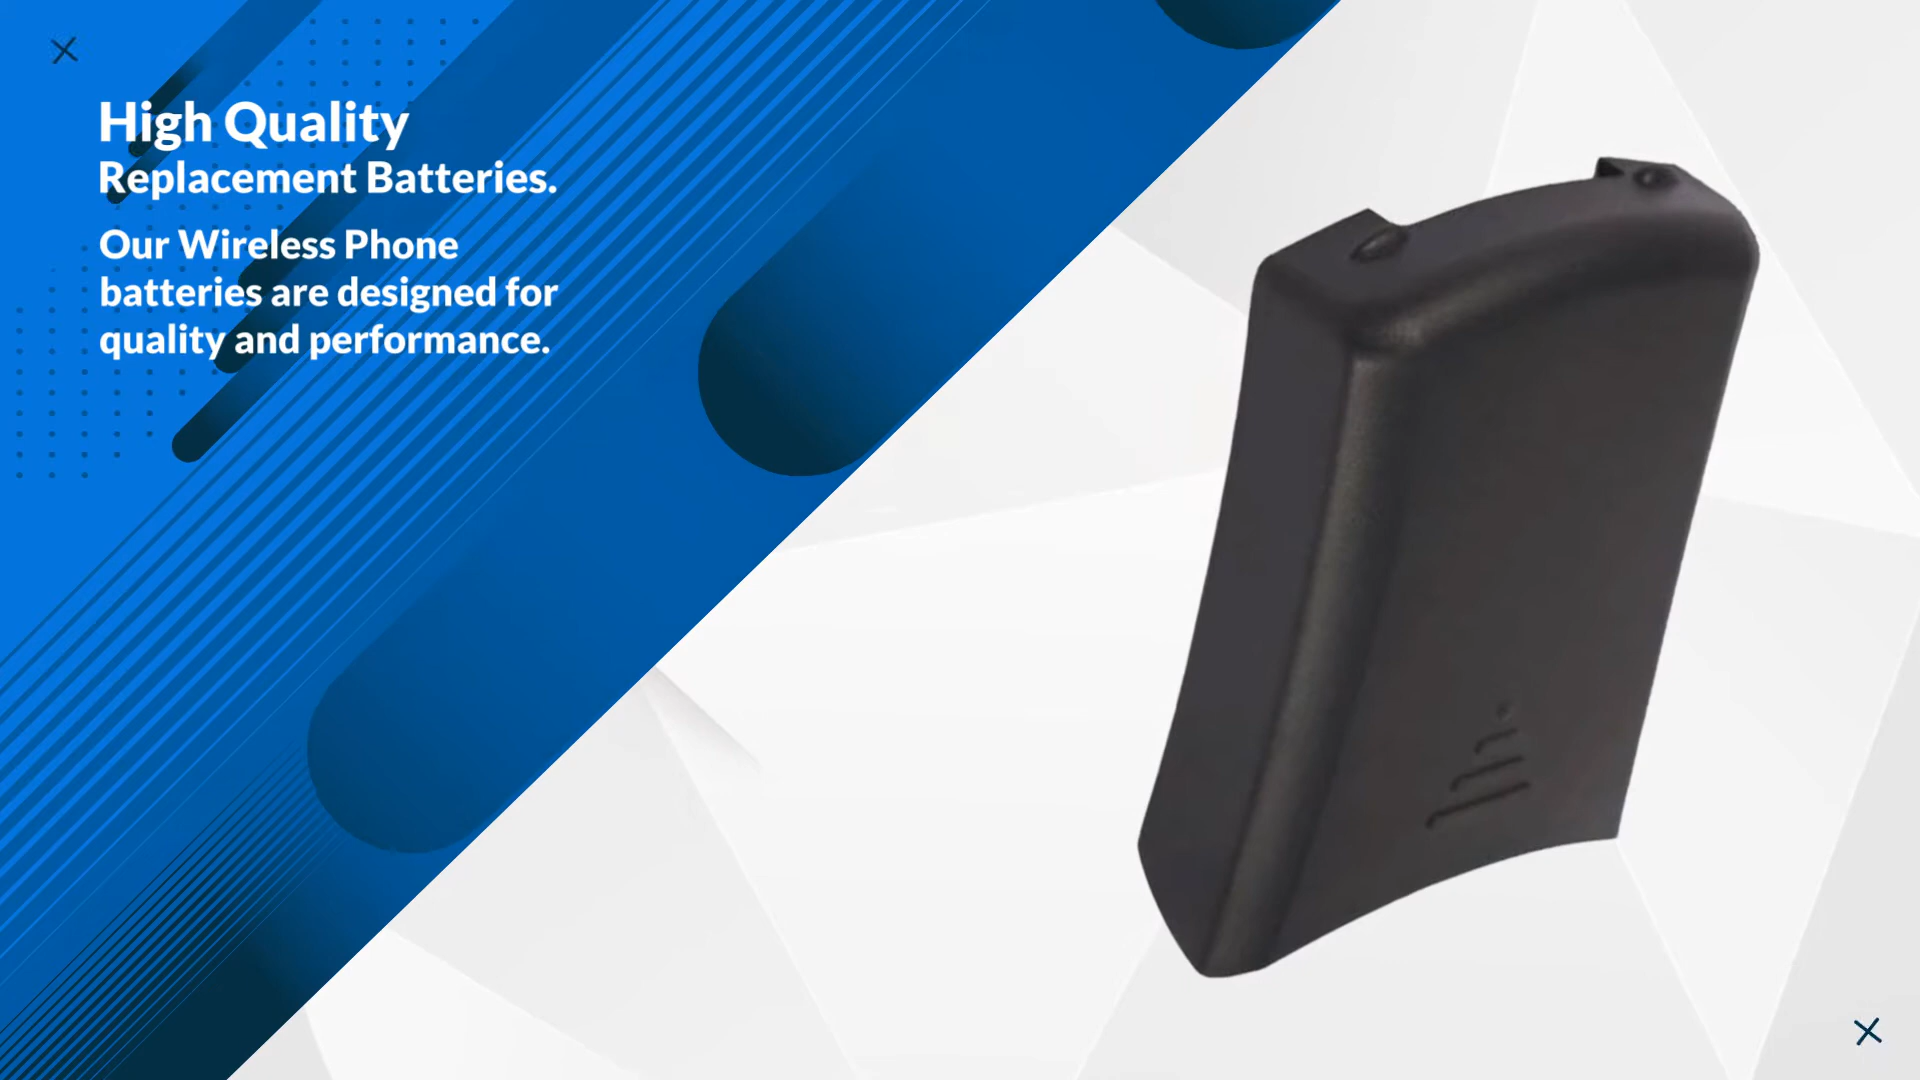 High Quality
Replacement Batteries.
Our Wireless Phone
batteries are designed for
quality and performance.